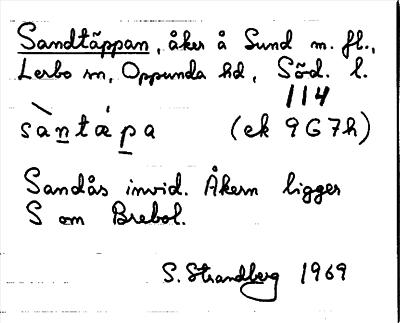 Sandtäppan, åker å Sund m. fl.,
Lerbo sn, Oppunda hd, Söd. l.
114
sàntǽpa (ek 9G7h)
Sandås invid. Åkern ligger
S om Brebol.
S. Strandberg 1969